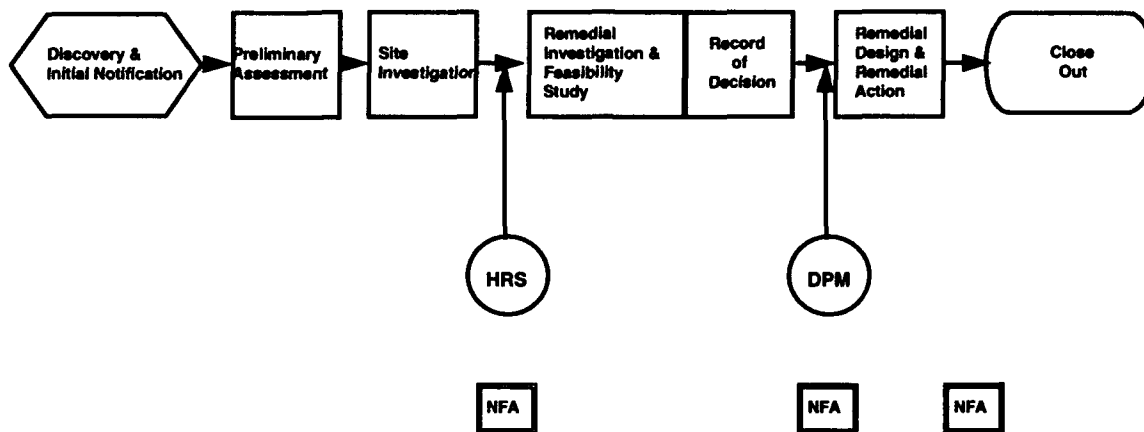 Discovery &
Initial Notification
Preliminary
Assessment
Site
Investigation
Remedial
Investigation &
Feasibility
Study
Record
of
Decision
Remedial
Design &
Remedial
Action
Close
Out
HRS
DPM
NFA
NFA
NFA